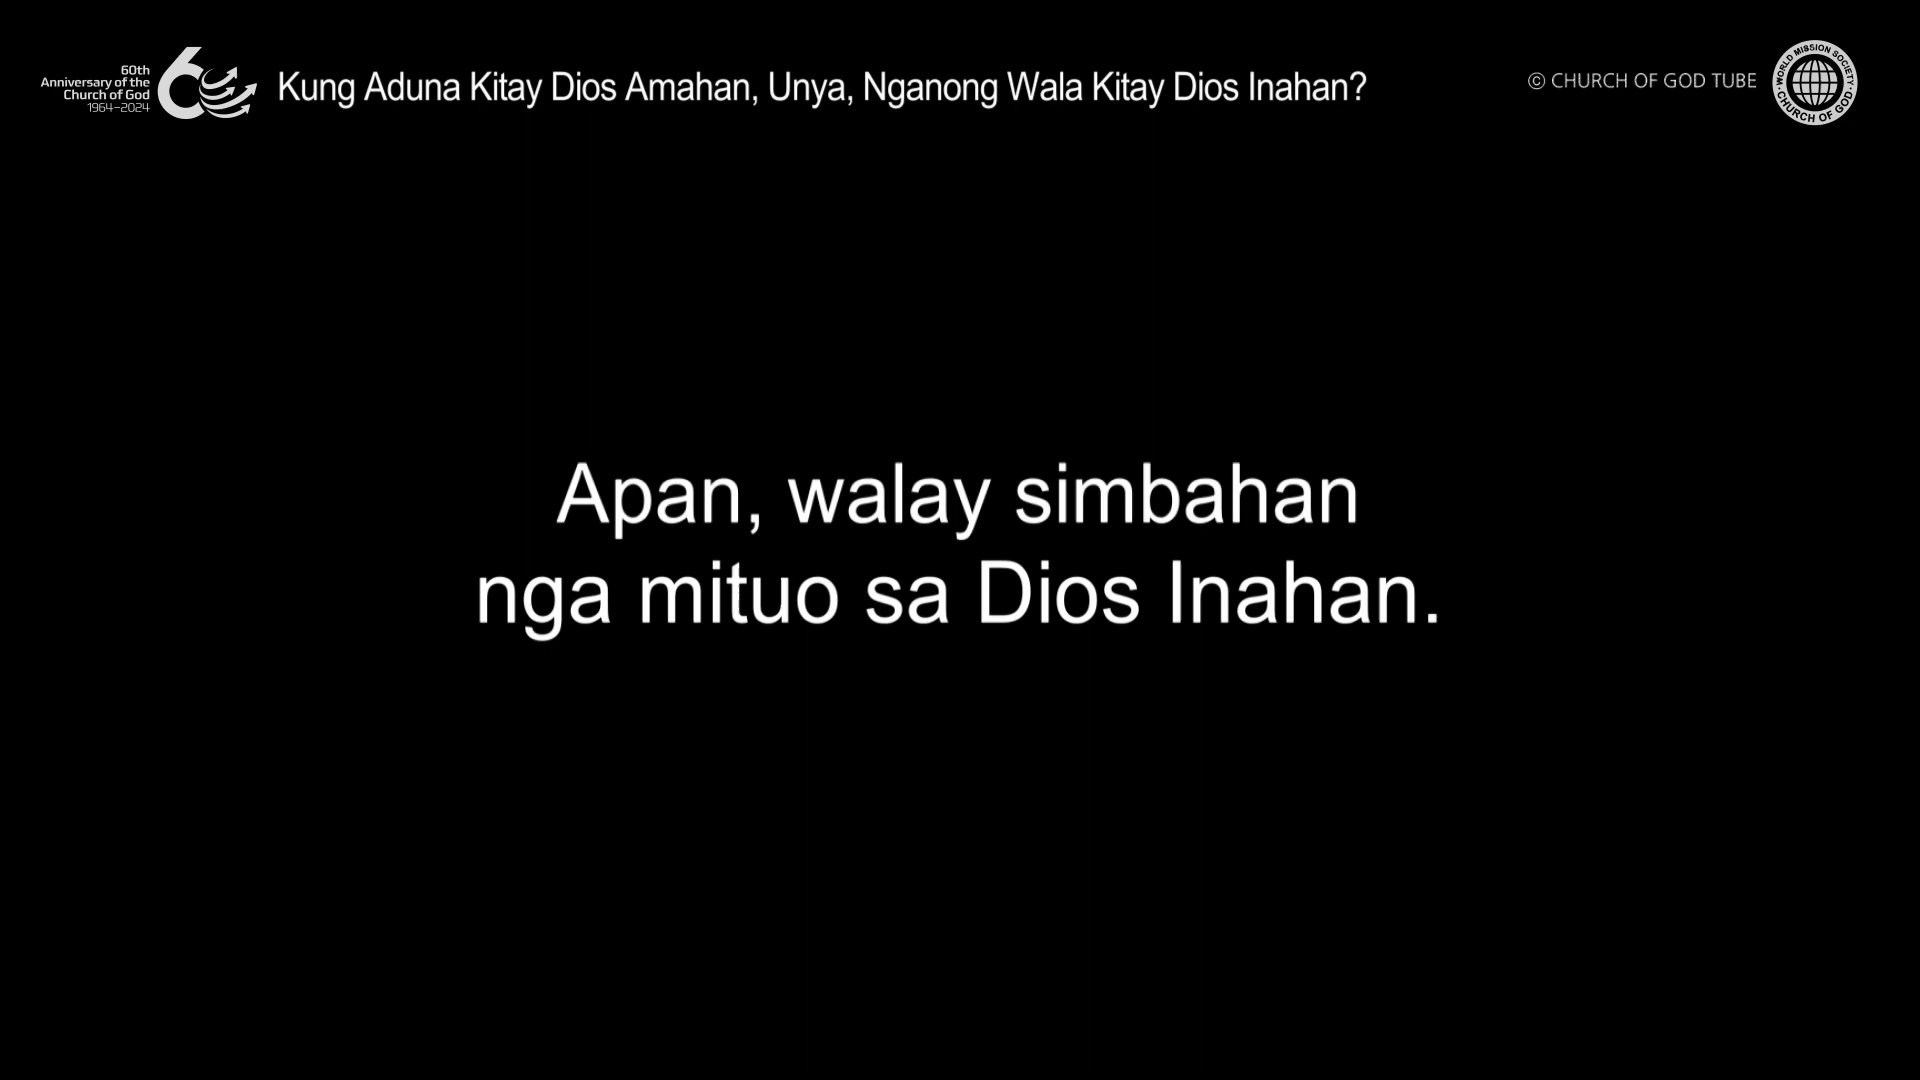 60th
Anniversary of the
Church of God
1964–2024
60
Kung Aduna Kitay Dios Amahan, Unya, Nganong Wala Kitay Dios Inahan?
© CHURCH OF GOD TUBE
WORLD MISSION SOCIETY
CHURCH OF GOD
Apan, walay simbahan
nga mituo sa Dios Inahan.